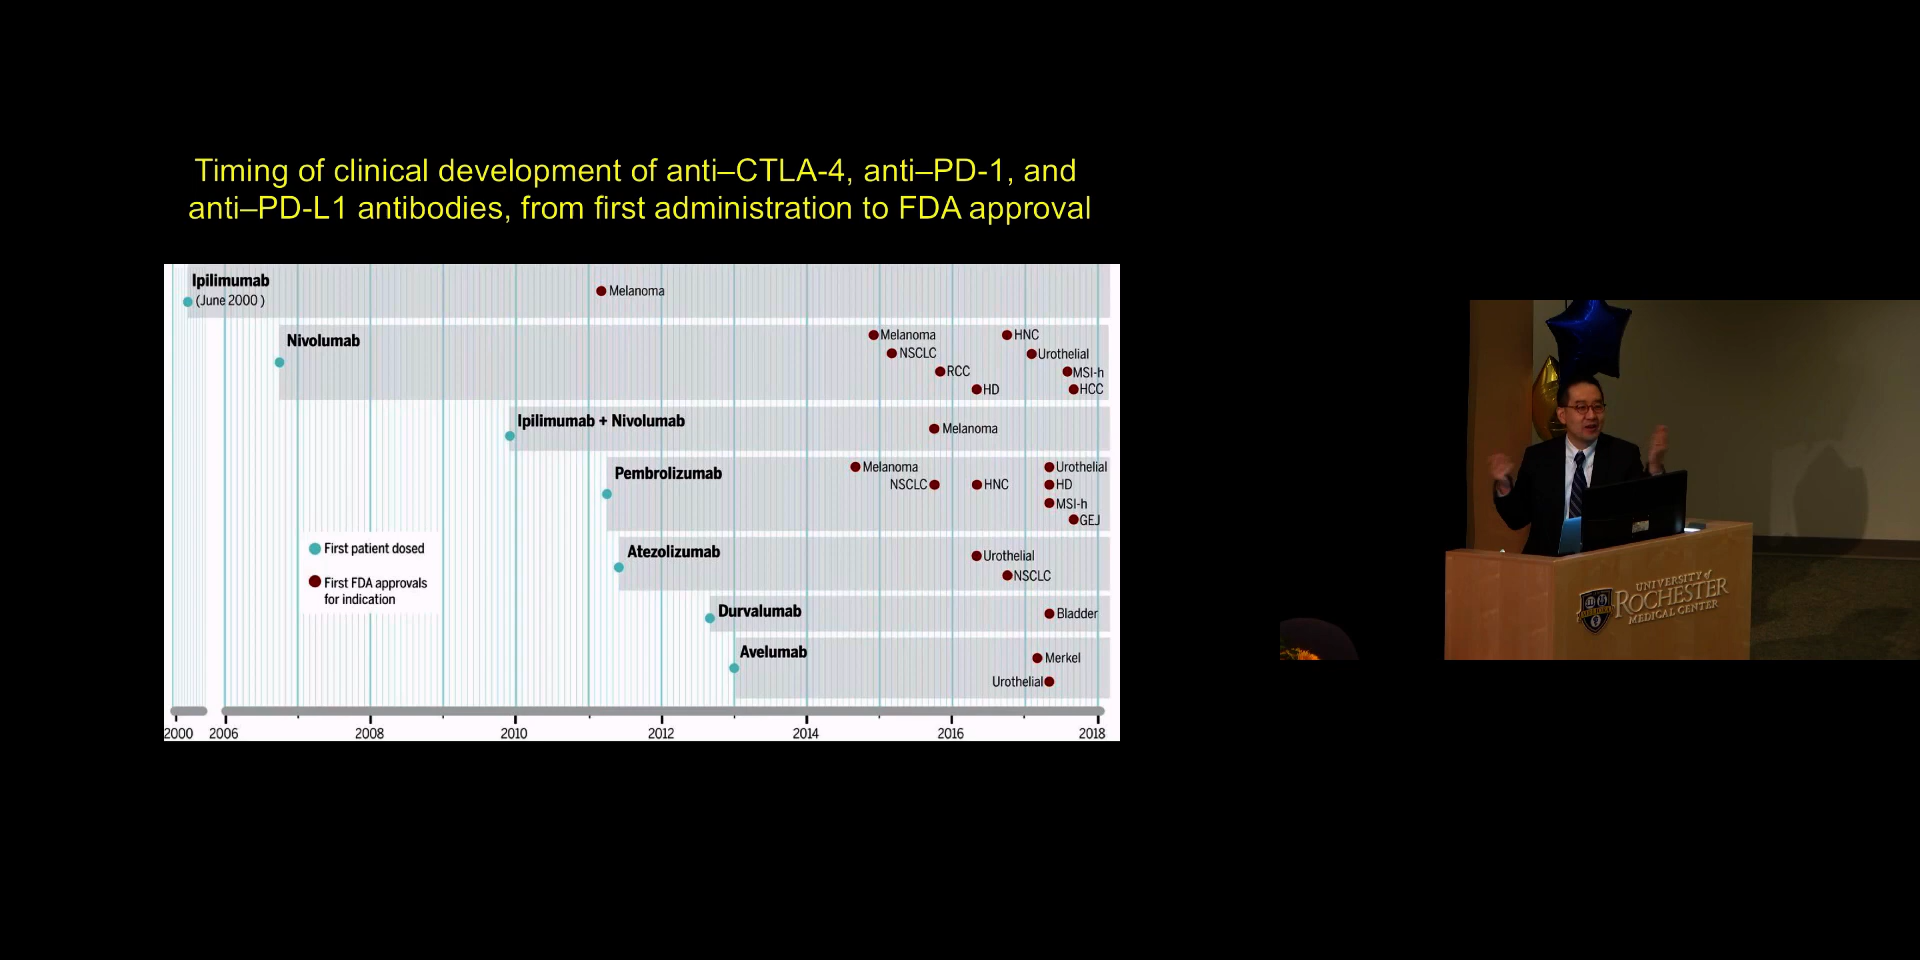 Timing of clinical development of anti–CTLA-4, anti–PD-1, and
anti–PD-L1 antibodies, from first administration to FDA approval
Ipilimumab
(June 2000 )
Melanoma
Nivolumab
Melanoma
HNC
NSCLC
Urothelial
RCC
MSI-h
HD
HCC
Ipilimumab + Nivolumab
Melanoma
Pembrolizumab
Melanoma
Urothelial
NSCLC
HNC
HD
MSI-h
GEJ
First patient dosed
First FDA approvals
for indication
Atezolizumab
Urothelial
NSCLC
Durvalumab
Bladder
Avelumab
Merkel
Urothelial
2000 2006 2008 2010 2012 2014 2016 2018
UNIVERSITY of
ROCHESTER
MEDICAL CENTER